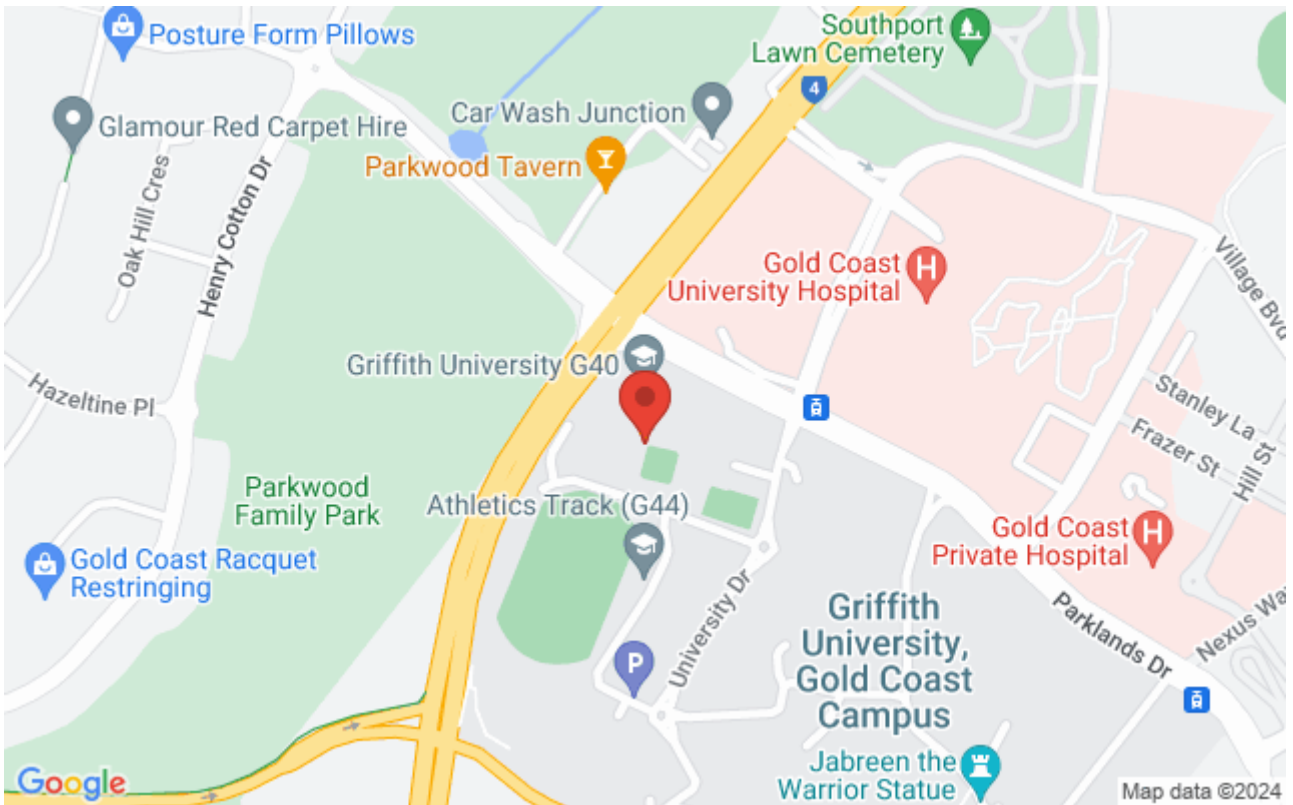 Posture Form Pillows
Southport
Lawn Cemetery
4
Glamour Red Carpet Hire
Car Wash Junction
Parkwood Tavern
Oak Hill Cres
Henry Cotton Dr
Gold Coast
University Hospital
H
Village Bvd
Griffith University G40
Hazeltine Pl
Stanley La
Frazer St
Hill St
Parkwood
Family Park
Athletics Track (G44)
Gold Coast
Private Hospital
H
Gold Coast Racquet
Restringing
University Dr
P
Griffith
University,
Gold Coast
Campus
Parklands Dr
Nexus Wa
Jabreen the
Warrior Statue
Google
Map data ©2024